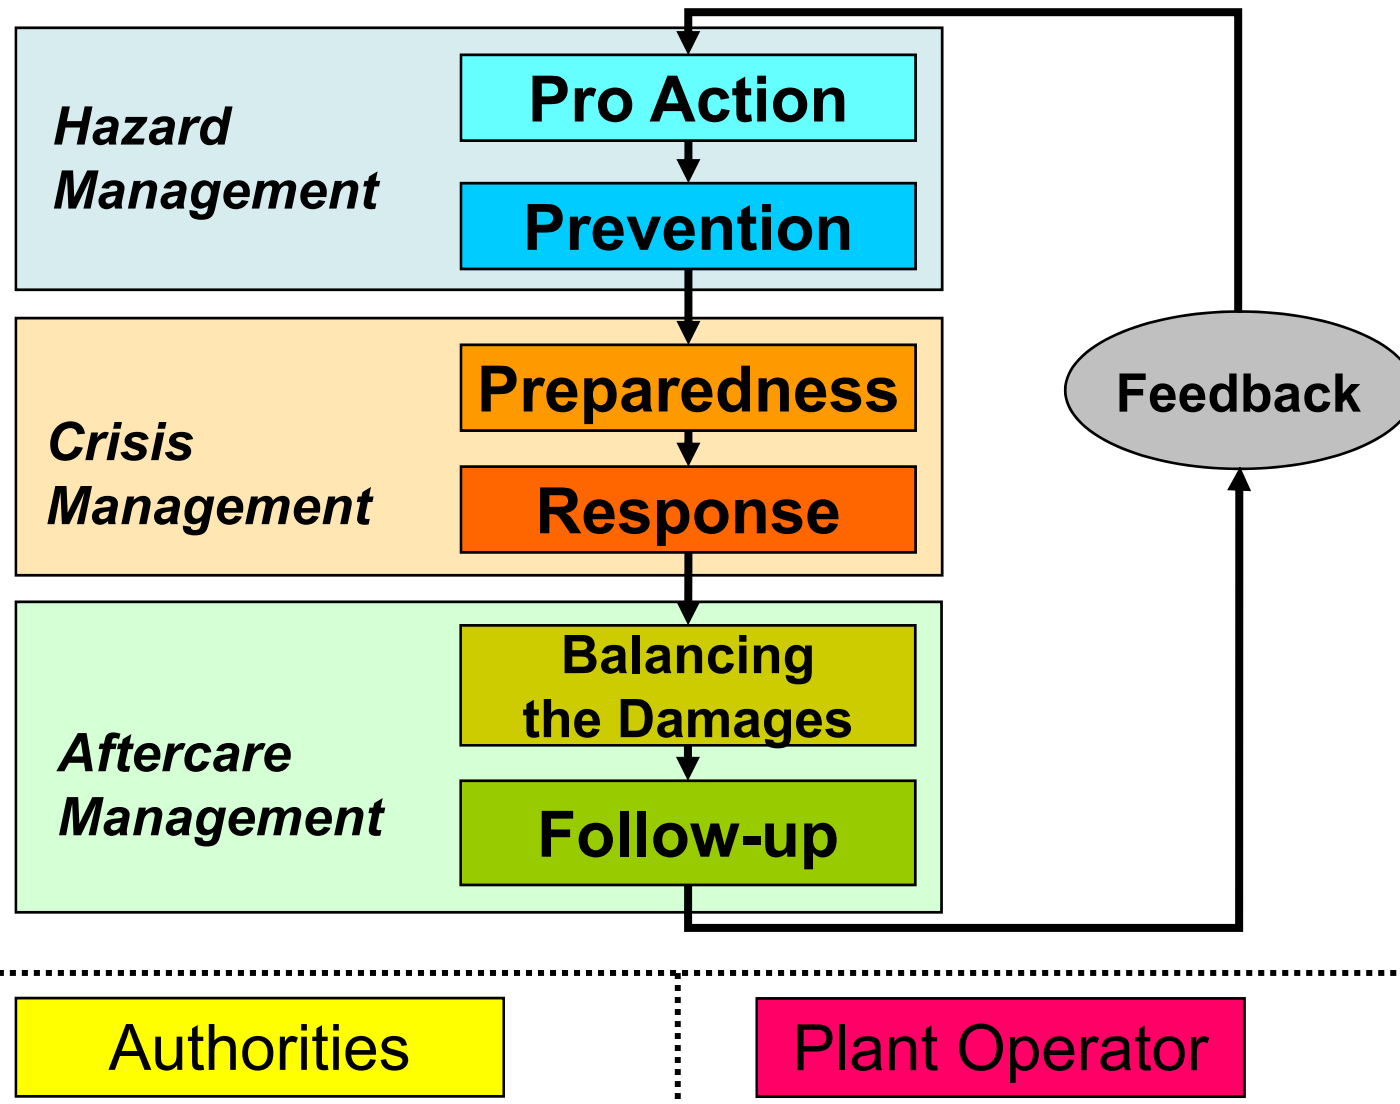 Hazard
Management
Pro Action
Prevention
Crisis
Management
Preparedness
Response
Feedback
Aftercare
Management
Balancing
the Damages
Follow-up
Authorities
Plant Operator